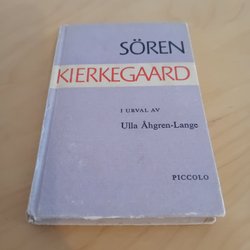 SÖREN
KIERKEGAARD
I URVAL AV
Ulla Åhgren-Lange
PICCOLO